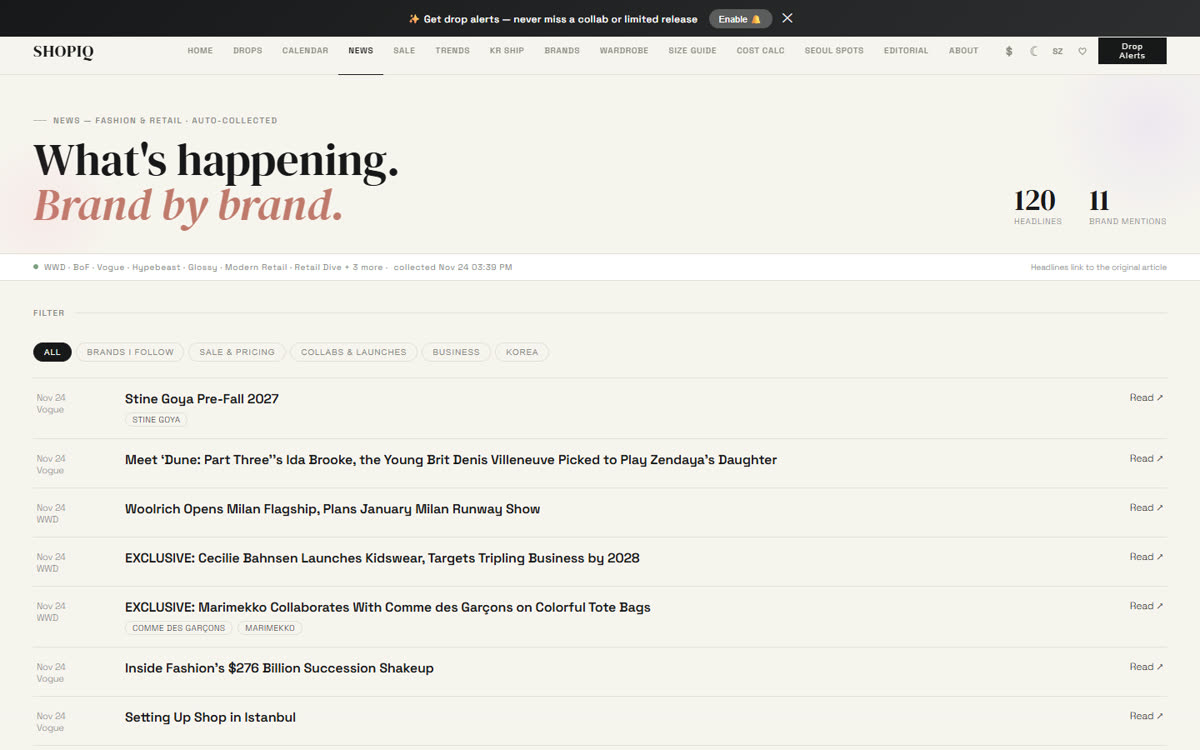 ✨ Get drop alerts — never miss a collab or limited release Enable 🔔 ✕
SHOPIQ HOME DROPS CALENDAR NEWS SALE TRENDS KR SHIP BRANDS WARDROBE SIZE GUIDE COST CALC SEOUL SPOTS EDITORIAL ABOUT $ ☾ SZ ♡ Drop Alerts
NEWS — FASHION & RETAIL · AUTO-COLLECTED
What's happening.
Brand by brand.
120 11
HEADLINES BRAND MENTIONS
WWD · BoF · Vogue · Hypebeast · Glossy · Modern Retail · Retail Dive + 3 more · collected Nov 24 03:39 PM Headlines link to the original article
FILTER
ALL BRANDS I FOLLOW SALE & PRICING COLLABS & LAUNCHES BUSINESS KOREA
Nov 24 Stine Goya Pre-Fall 2027 Read ↗
Vogue
STINE GOYA
Nov 24 Meet ‘Dune: Part Three’’s Ida Brooke, the Young Brit Denis Villeneuve Picked to Play Zendaya’s Daughter Read ↗
Vogue
Nov 24 Woolrich Opens Milan Flagship, Plans January Milan Runway Show Read ↗
WWD
Nov 24 EXCLUSIVE: Cecilie Bahnsen Launches Kidswear, Targets Tripling Business by 2028 Read ↗
WWD
Nov 24 EXCLUSIVE: Marimekko Collaborates With Comme des Garçons on Colorful Tote Bags Read ↗
WWD
COMME DES GARÇONS MARIMEKKO
Nov 24 Inside Fashion’s $276 Billion Succession Shakeup Read ↗
Vogue
Nov 24 Setting Up Shop in Istanbul Read ↗
Vogue